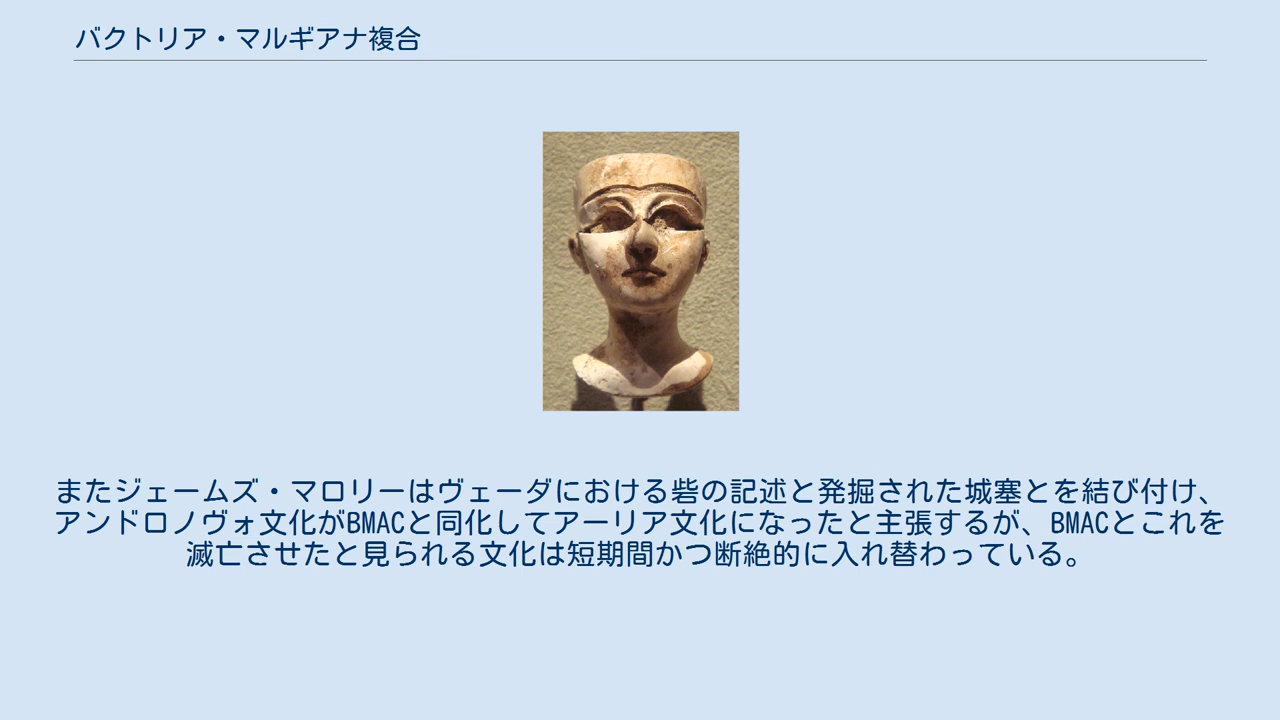 バクトリア・マルギアナ複合
またジェームズ・マロリーはヴェーダにおける砦の記述と発掘された城塞とを結び付け、
アンドロノヴォ文化がBMACと同化してアーリア文化になったと主張するが、BMACとこれを
滅亡させたと見られる文化は短期間かつ断絶的に入れ替わっている。